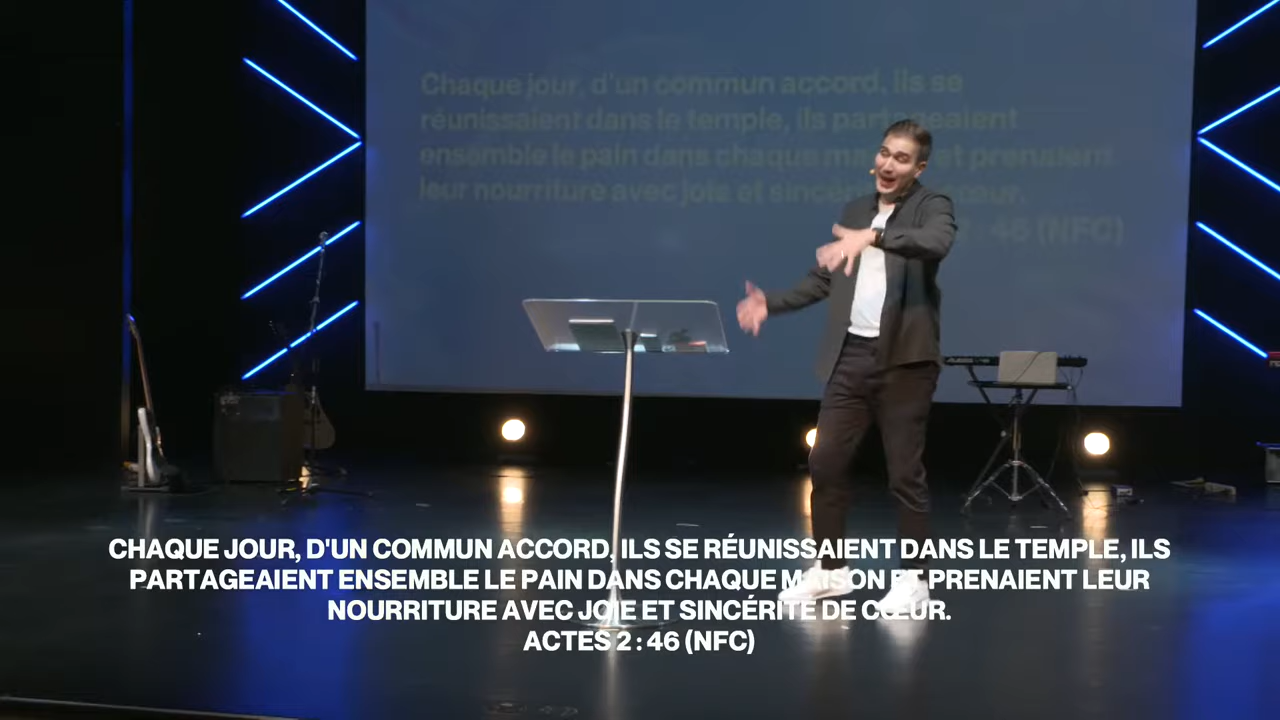 Chaque jour, d'un commun accord, ils se
réunissaient dans le temple, ils partageaient
ensemble le pain dans chaque et prenaient
leur nourriture avec joie et cœur.
2 : 46 (NFC)
CHAQUE JOUR, D'UN COMMUN ACCORD, ILS SE RÉUNISSAIENT DANS LE TEMPLE, ILS
PARTAGEAIENT ENSEMBLE LE PAIN DANS CHAQUE MAISON ET PRENAIENT LEUR
NOURRITURE AVEC JOIE ET SINCÉRITÉ DE CŒUR.
ACTES 2 : 46 (NFC)